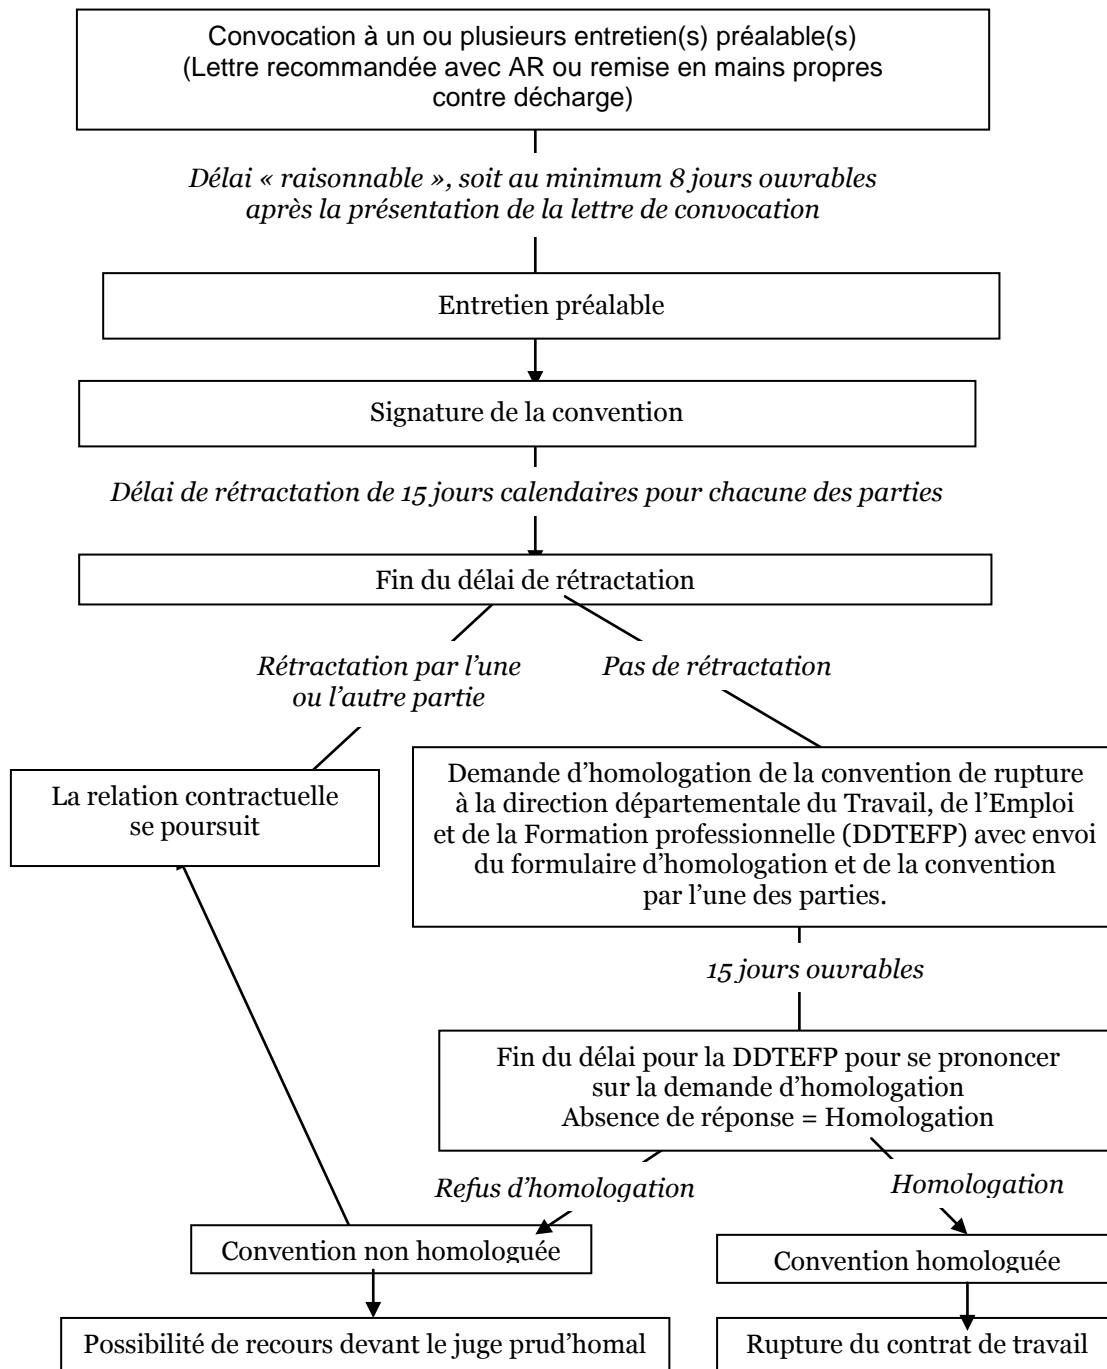 Convocation à un ou plusieurs entretien(s) préalable(s)
(Lettre recommandée avec AR ou remise en mains propres
contre décharge)
Délai « raisonnable », soit au minimum 8 jours ouvrables
après la présentation de la lettre de convocation
Entretien préalable
Signature de la convention
Délai de rétractation de 15 jours calendaires pour chacune des parties
Fin du délai de rétractation
Rétractation par l’une
ou l’autre partie
Pas de rétractation
La relation contractuelle
se poursuit
Demande d’homologation de la convention de rupture
à la direction départementale du Travail, de l’Emploi
et de la Formation professionnelle (DDTEFP) avec envoi
du formulaire d’homologation et de la convention
par l’une des parties.
15 jours ouvrables
Fin du délai pour la DDTEFP pour se prononcer
sur la demande d’homologation
Absence de réponse = Homologation
Refus d’homologation
Homologation
Convention non homologuée
Convention homologuée
Possibilité de recours devant le juge prud’homal
Rupture du contrat de travail